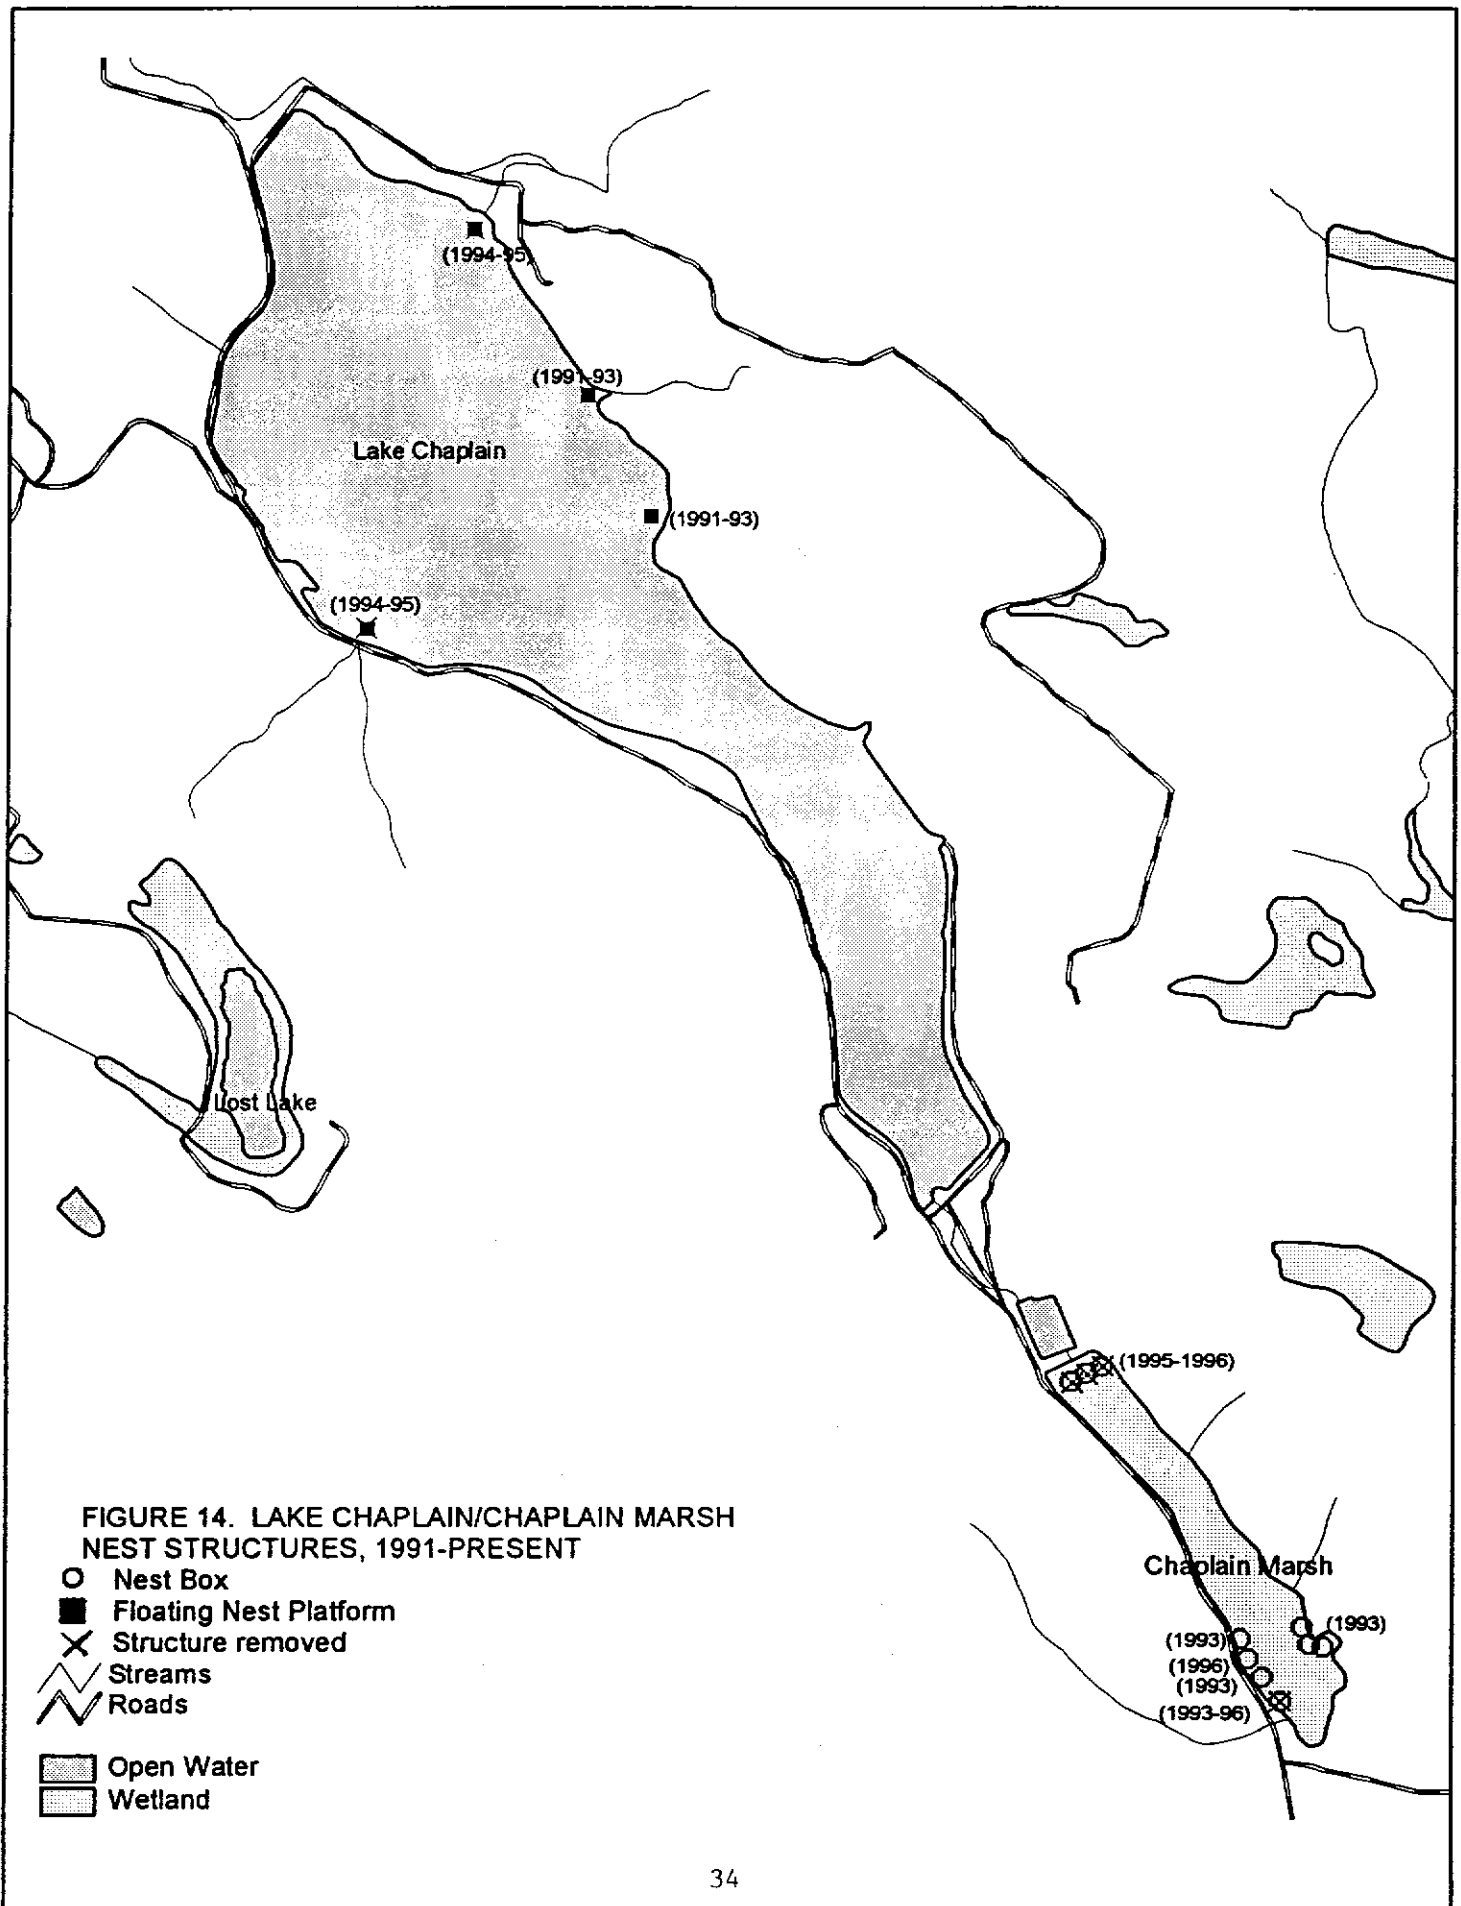 (1994-95)
(1991-93)
Lake Chaplain
(1991-93)
(1994-95)
Lost Lake
(1995-1996)
Chaplain Marsh
(1993)
(1993)
(1996)
(1993)
(1993-96)
FIGURE 14. LAKE CHAPLAIN/CHAPLAIN MARSH
NEST STRUCTURES, 1991-PRESENT
Nest Box
Floating Nest Platform
Structure removed
Streams
Roads
Open Water
Wetland
34